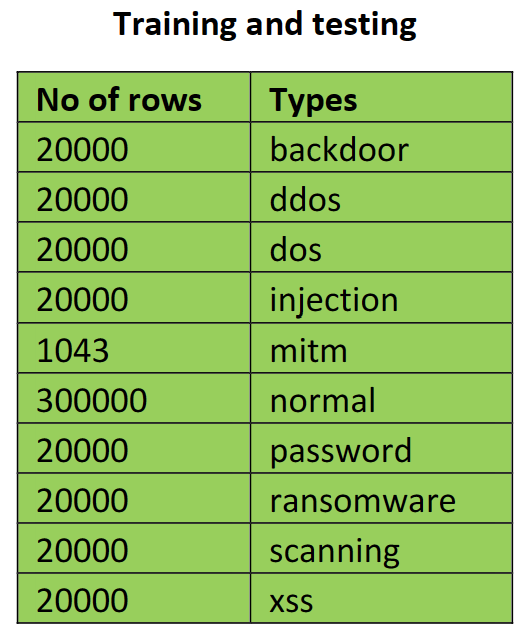 Training and testing
No of rows Types
20000 backdoor
20000 ddos
20000 dos
20000 injection
1043 mitm
300000 normal
20000 password
20000 ransomware
20000 scanning
20000 xss